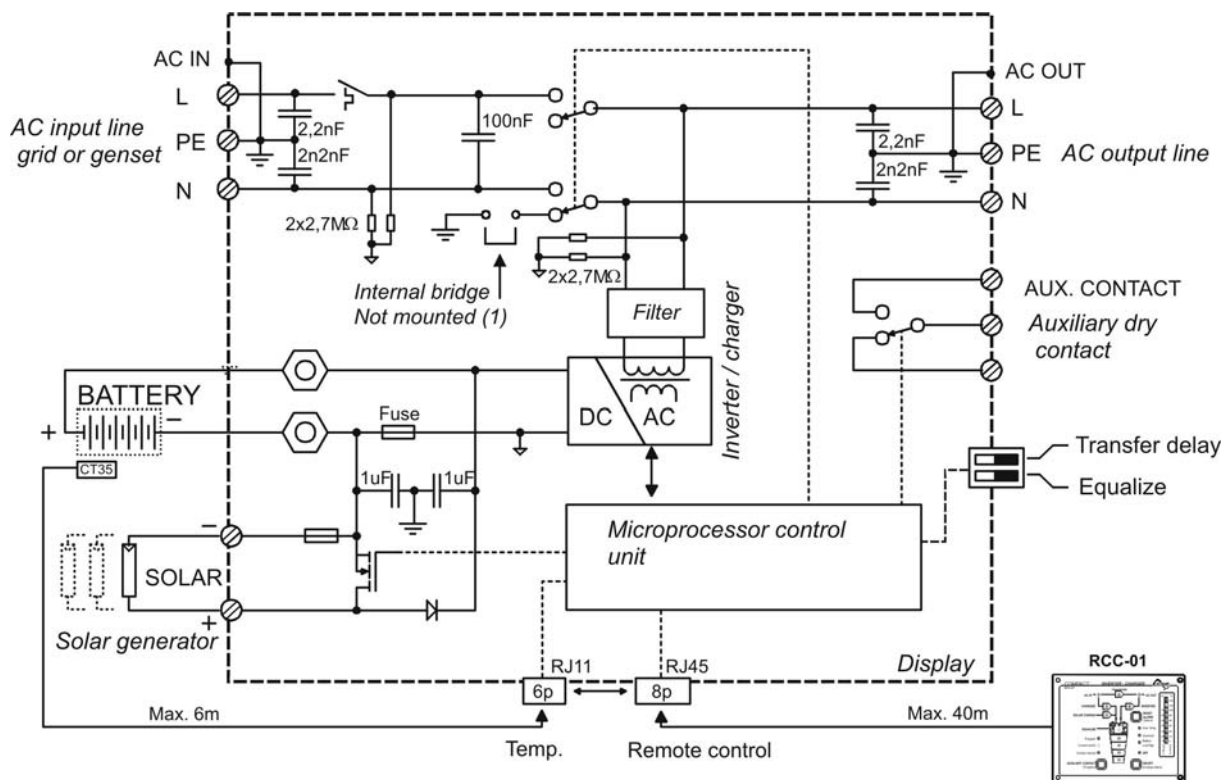 AC IN
AC OUT
L
L
AC input line
grid or genset
PE
PE
AC output line
N
N
2,2nF
2n2nF
100nF
2,2nF
2n2nF
2x2,7MΩ
2x2,7MΩ
Internal bridge
Not mounted (1)
Filter
AUX. CONTACT
Auxiliary dry
contact
Inverter / charger
DC
AC
BATTERY
+
−
CT35
Fuse
1uF
1uF
Transfer delay
Equalize
Microprocessor control
unit
−
SOLAR
+
Solar generator
Display
RJ11
RJ45
6p
8p
Max. 6m
Max. 40m
Temp.
Remote control
RCC-01